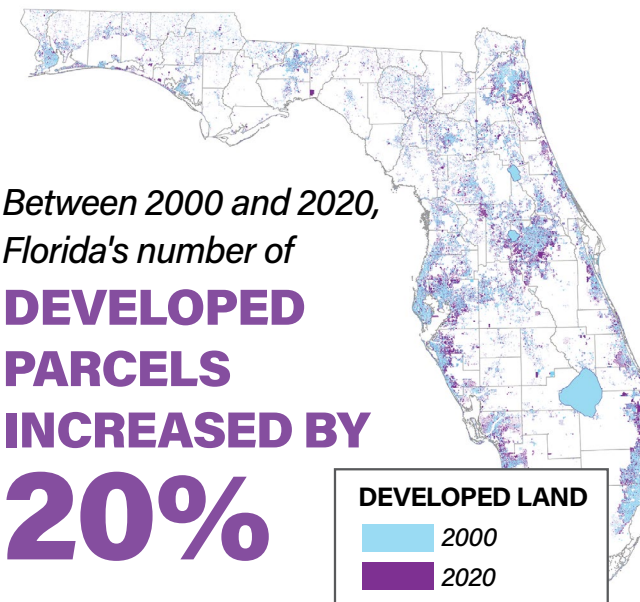 Between 2000 and 2020,
Florida's number of
DEVELOPED
PARCELS
INCREASED BY
20%
DEVELOPED LAND
2000
2020